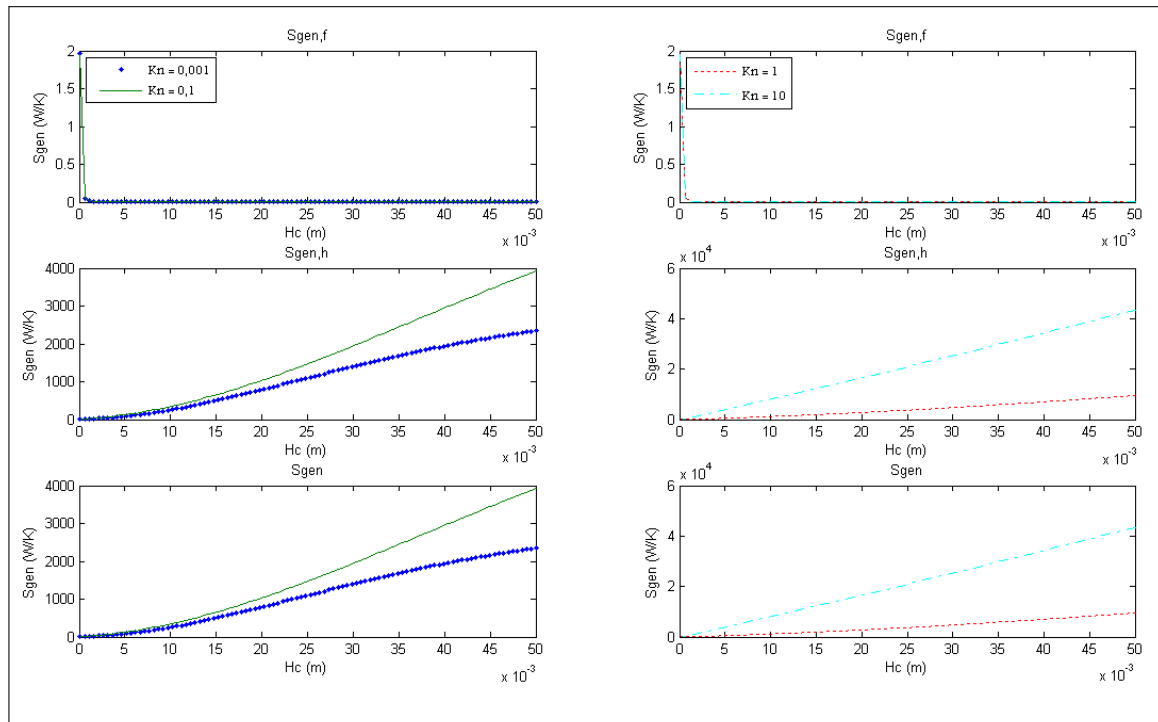 Sgen,f
Sgen (W/K)
2
1.5
1
0.5
0
Kn = 0,001
Kn = 0,1
0 5 10 15 20 25 30 35 40 45 50
Hc (m)
x 10⁻³
Sgen,f
Sgen (W/K)
2
1.5
1
0.5
0
Kn = 1
Kn = 10
0 5 10 15 20 25 30 35 40 45 50
Hc (m)
x 10⁻³
Sgen,h
Sgen (W/K)
4000
3000
2000
1000
0
0 5 10 15 20 25 30 35 40 45 50
Hc (m)
x 10⁻³
Sgen,h
x 10⁴
Sgen (W/K)
6
4
2
0
0 5 10 15 20 25 30 35 40 45 50
Hc (m)
x 10⁻³
Sgen
Sgen (W/K)
4000
3000
2000
1000
0
0 5 10 15 20 25 30 35 40 45 50
Hc (m)
x 10⁻³
Sgen
x 10⁴
Sgen (W/K)
6
4
2
0
0 5 10 15 20 25 30 35 40 45 50
Hc (m)
x 10⁻³